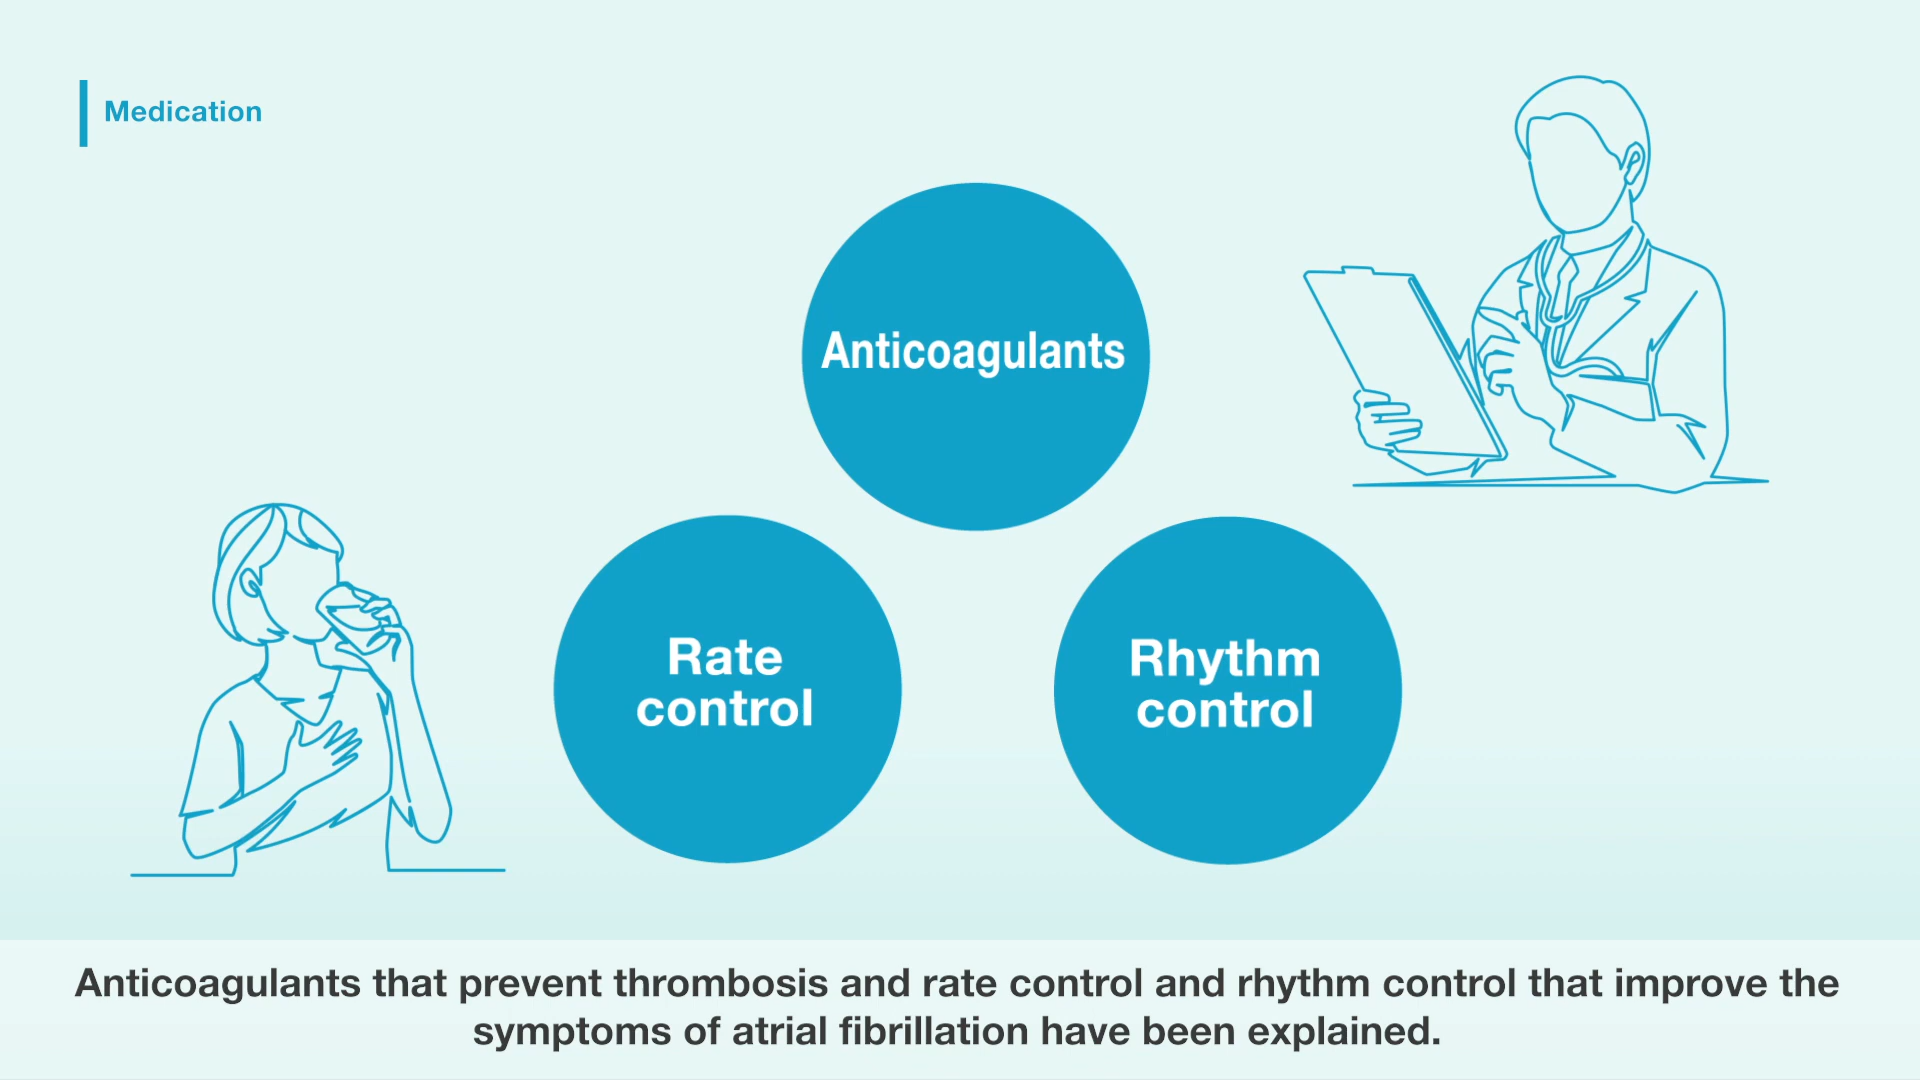 Medication
Anticoagulants
Rate
control
Rhythm
control
Anticoagulants that prevent thrombosis and rate control and rhythm control that improve the
symptoms of atrial fibrillation have been explained.